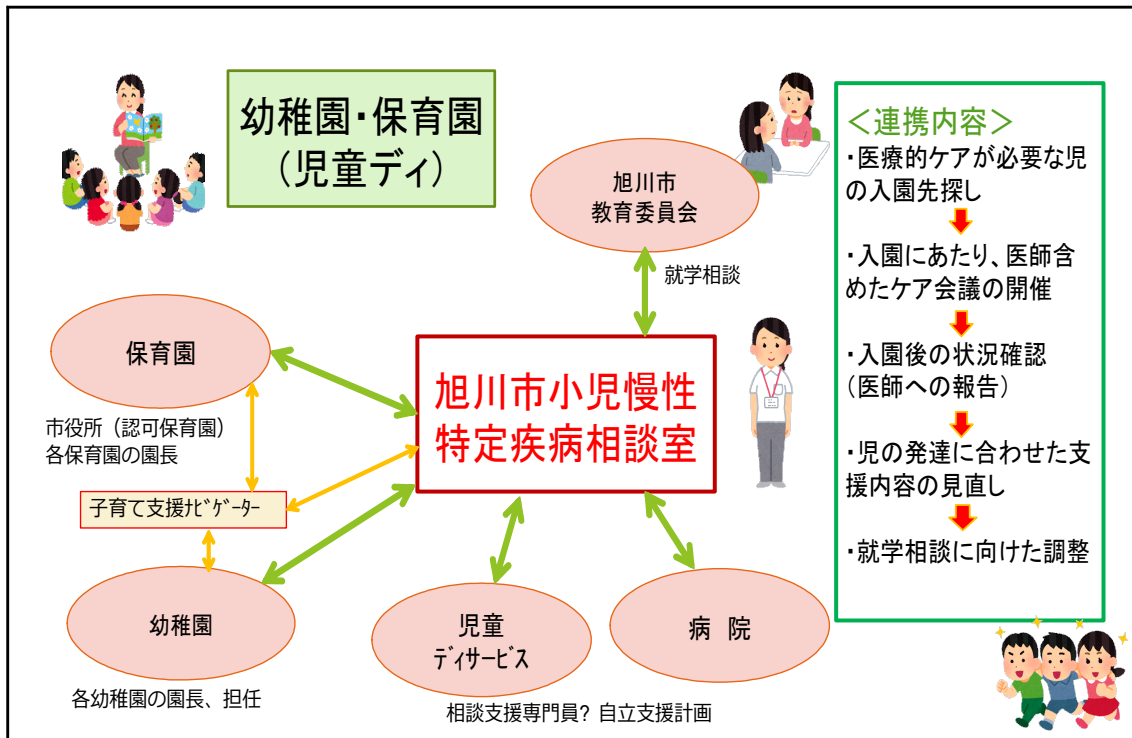 幼稚園・保育園
(児童ディ)
旭川市
教育委員会
就学相談
保育園
市役所（認可保育園）
各保育園の園長
子育て支援ﾅﾋﾞｹﾞｰﾀｰ
幼稚園
各幼稚園の園長、担任
旭川市小児慢性
特定疾病相談室
児童
ディサービス
病 院
相談支援専門員? 自立支援計画
＜連携内容＞
・医療的ケアが必要な児
の入園先探し
・入園にあたり、医師含
めたケア会議の開催
・入園後の状況確認
（医師への報告）
・児の発達に合わせた支
援内容の見直し
・就学相談に向けた調整